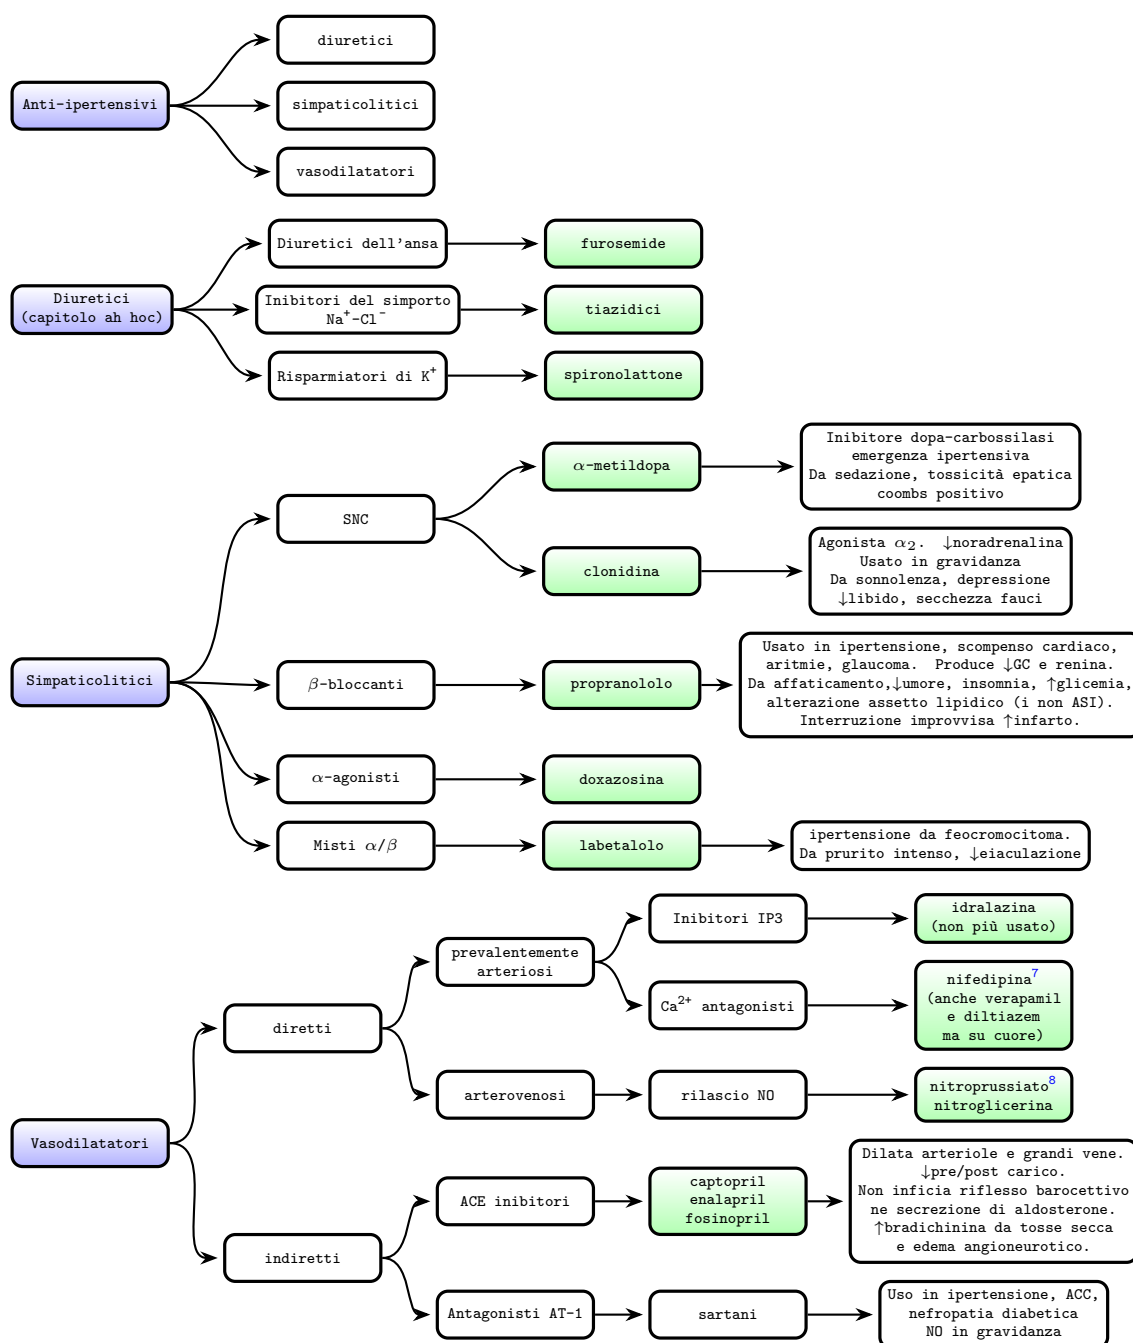 Anti-ipertensivi
diuretici
simpaticolitici
vasodilatatori
Diuretici
(capitolo ah hoc)
Diuretici dell'ansa
furosemide
Inibitori del simporto
Na⁺-Cl⁻
tiazidici
Risparmiatori di K⁺
spironolattone
Simpaticolitici
SNC
α-metildopa
Inibitore dopa-carbossilasi
emergenza ipertensiva
Da sedazione, tossicità epatica
coombs positivo
clonidina
Agonista α₂. ↓noradrenalina
Usato in gravidanza
Da sonnolenza, depressione
↓libido, secchezza fauci
β-bloccanti
propranololo
Usato in ipertensione, scompenso cardiaco,
aritmie, glaucoma. Produce ↓GC e renina.
Da affaticamento,↓umore, insomnia, ↑glicemia,
alterazione assetto lipidico (i non ASI).
Interruzione improvvisa ↑infarto.
α-agonisti
doxazosina
Misti α/β
labetalolo
ipertensione da feocromocitoma.
Da prurito intenso, ↓eiaculazione
Vasodilatatori
diretti
prevalentemente
arteriosi
Inibitori IP3
idralazina
(non più usato)
Ca²⁺ antagonisti
nifedipina⁷
(anche verapamil
e diltiazem
ma su cuore)
arterovenosi
rilascio NO
nitroprussiato⁸
nitroglicerina
indiretti
ACE inibitori
captopril
enalapril
fosinopril
Dilata arteriole e grandi vene.
↓pre/post carico.
Non inficia riflesso barocettivo
ne secrezione di aldosterone.
↑bradichinina da tosse secca
e edema angioneurotico.
Antagonisti AT-1
sartani
Uso in ipertensione, ACC,
nefropatia diabetica
NO in gravidanza